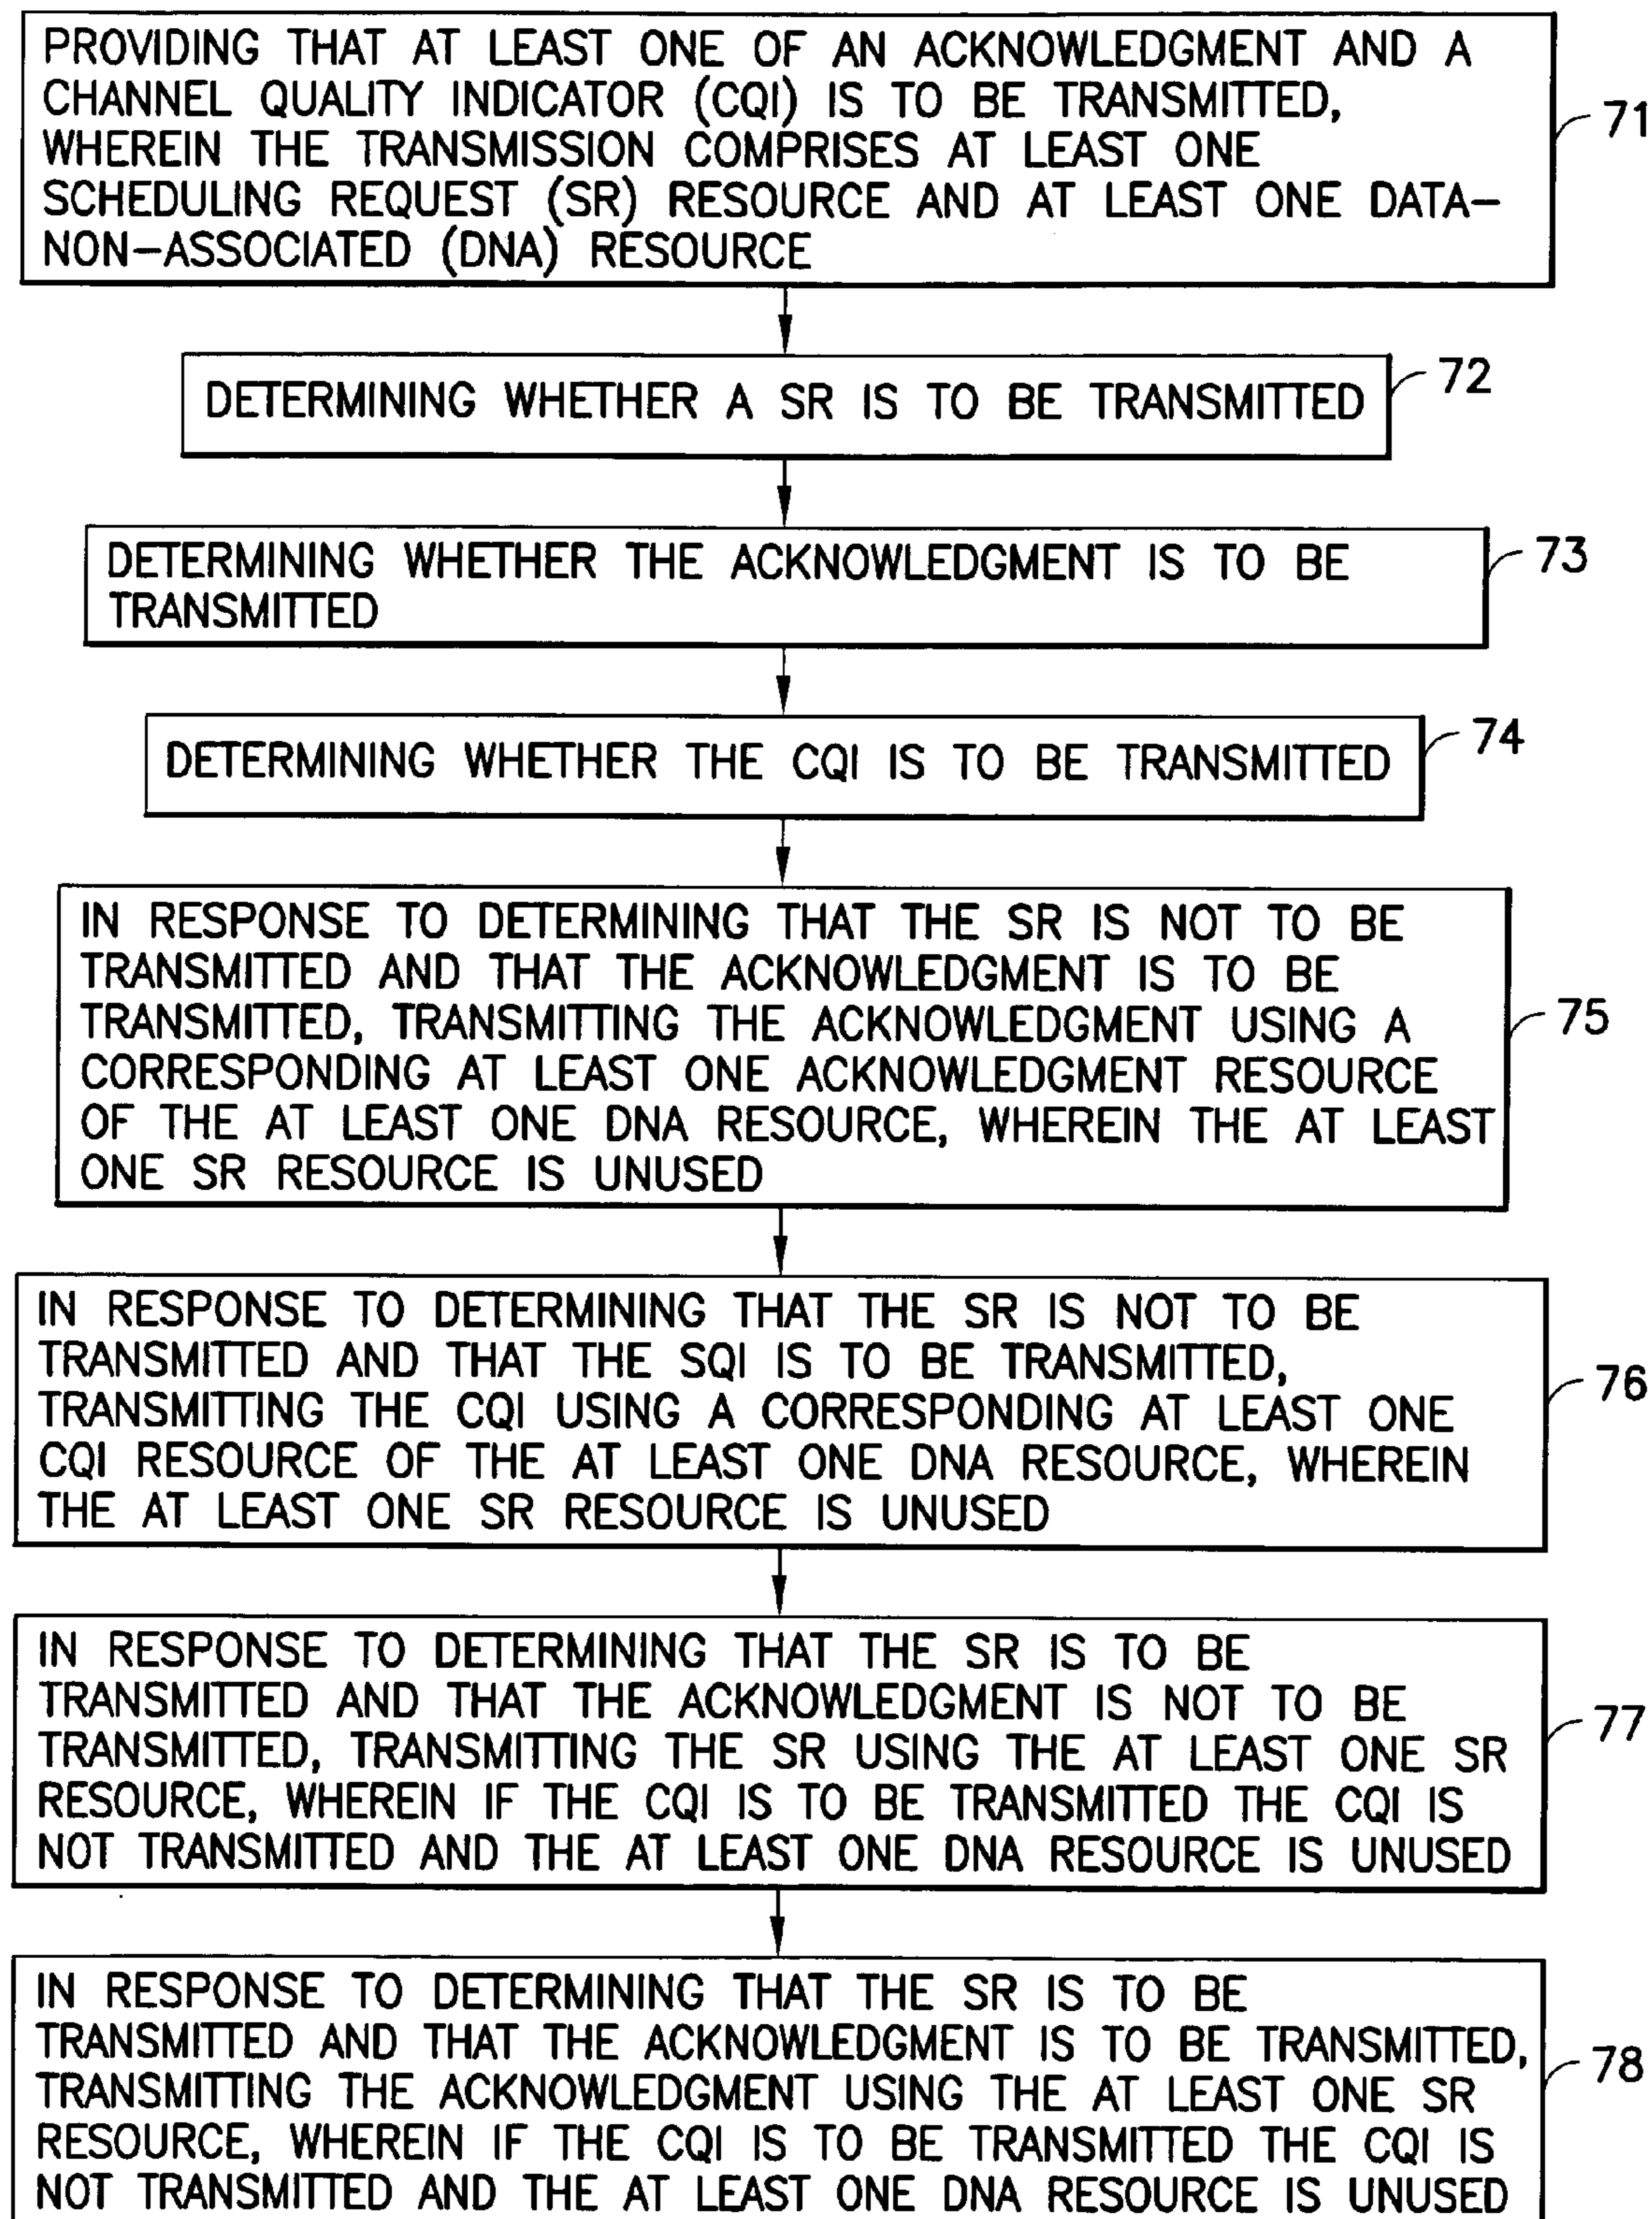 PROVIDING THAT AT LEAST ONE OF AN ACKNOWLEDGMENT AND A
CHANNEL QUALITY INDICATOR (CQI) IS TO BE TRANSMITTED,
WHEREIN THE TRANSMISSION COMPRISES AT LEAST ONE
SCHEDULING REQUEST (SR) RESOURCE AND AT LEAST ONE DATA-
NON-ASSOCIATED (DNA) RESOURCE
71
DETERMINING WHETHER A SR IS TO BE TRANSMITTED
72
DETERMINING WHETHER THE ACKNOWLEDGMENT IS TO BE
TRANSMITTED
73
DETERMINING WHETHER THE CQI IS TO BE TRANSMITTED
74
IN RESPONSE TO DETERMINING THAT THE SR IS NOT TO BE
TRANSMITTED AND THAT THE ACKNOWLEDGMENT IS TO BE
TRANSMITTED, TRANSMITTING THE ACKNOWLEDGMENT USING A
CORRESPONDING AT LEAST ONE ACKNOWLEDGMENT RESOURCE
OF THE AT LEAST ONE DNA RESOURCE, WHEREIN THE AT LEAST
ONE SR RESOURCE IS UNUSED
75
IN RESPONSE TO DETERMINING THAT THE SR IS NOT TO BE
TRANSMITTED AND THAT THE SQI IS TO BE TRANSMITTED,
TRANSMITTING THE CQI USING A CORRESPONDING AT LEAST ONE
CQI RESOURCE OF THE AT LEAST ONE DNA RESOURCE, WHEREIN
THE AT LEAST ONE SR RESOURCE IS UNUSED
76
IN RESPONSE TO DETERMINING THAT THE SR IS TO BE
TRANSMITTED AND THAT THE ACKNOWLEDGMENT IS NOT TO BE
TRANSMITTED, TRANSMITTING THE SR USING THE AT LEAST ONE SR
RESOURCE, WHEREIN IF THE CQI IS TO BE TRANSMITTED THE CQI IS
NOT TRANSMITTED AND THE AT LEAST ONE DNA RESOURCE IS UNUSED
77
IN RESPONSE TO DETERMINING THAT THE SR IS TO BE
TRANSMITTED AND THAT THE ACKNOWLEDGMENT IS TO BE TRANSMITTED,
TRANSMITTING THE ACKNOWLEDGMENT USING THE AT LEAST ONE SR
RESOURCE, WHEREIN IF THE CQI IS TO BE TRANSMITTED THE CQI IS
NOT TRANSMITTED AND THE AT LEAST ONE DNA RESOURCE IS UNUSED
78